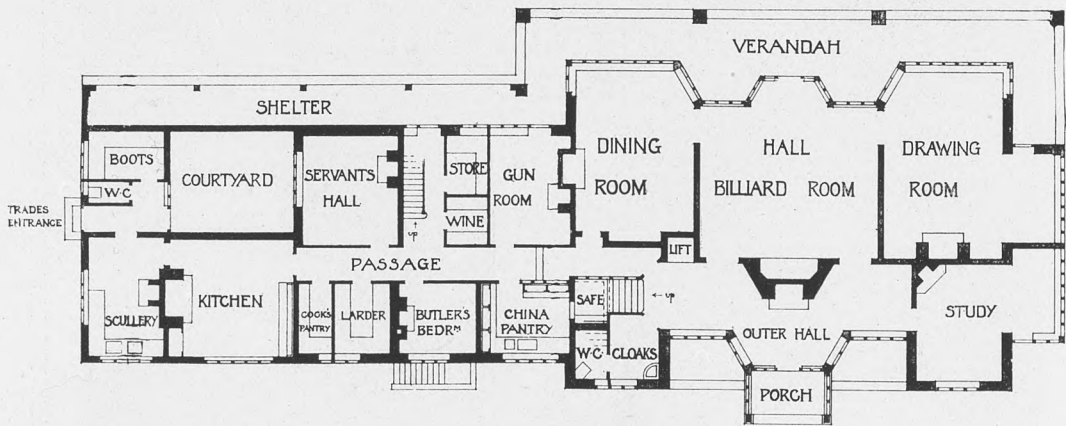 VERANDAH
SHELTER
BOOTS
W.C
TRADES
ENTRANCE
COURTYARD
SERVANTS
HALL
STORE
WINE
UP
GUN
ROOM
DINING
ROOM
HALL
BILLIARD ROOM
DRAWING
ROOM
LIFT
PASSAGE
SCULLERY
KITCHEN
COOK'S
PANTRY
LARDER
BUTLER'S
BEDRM
CHINA
PANTRY
SAFE
UP
W.C.
CLOAKS
OUTER HALL
STUDY
PORCH